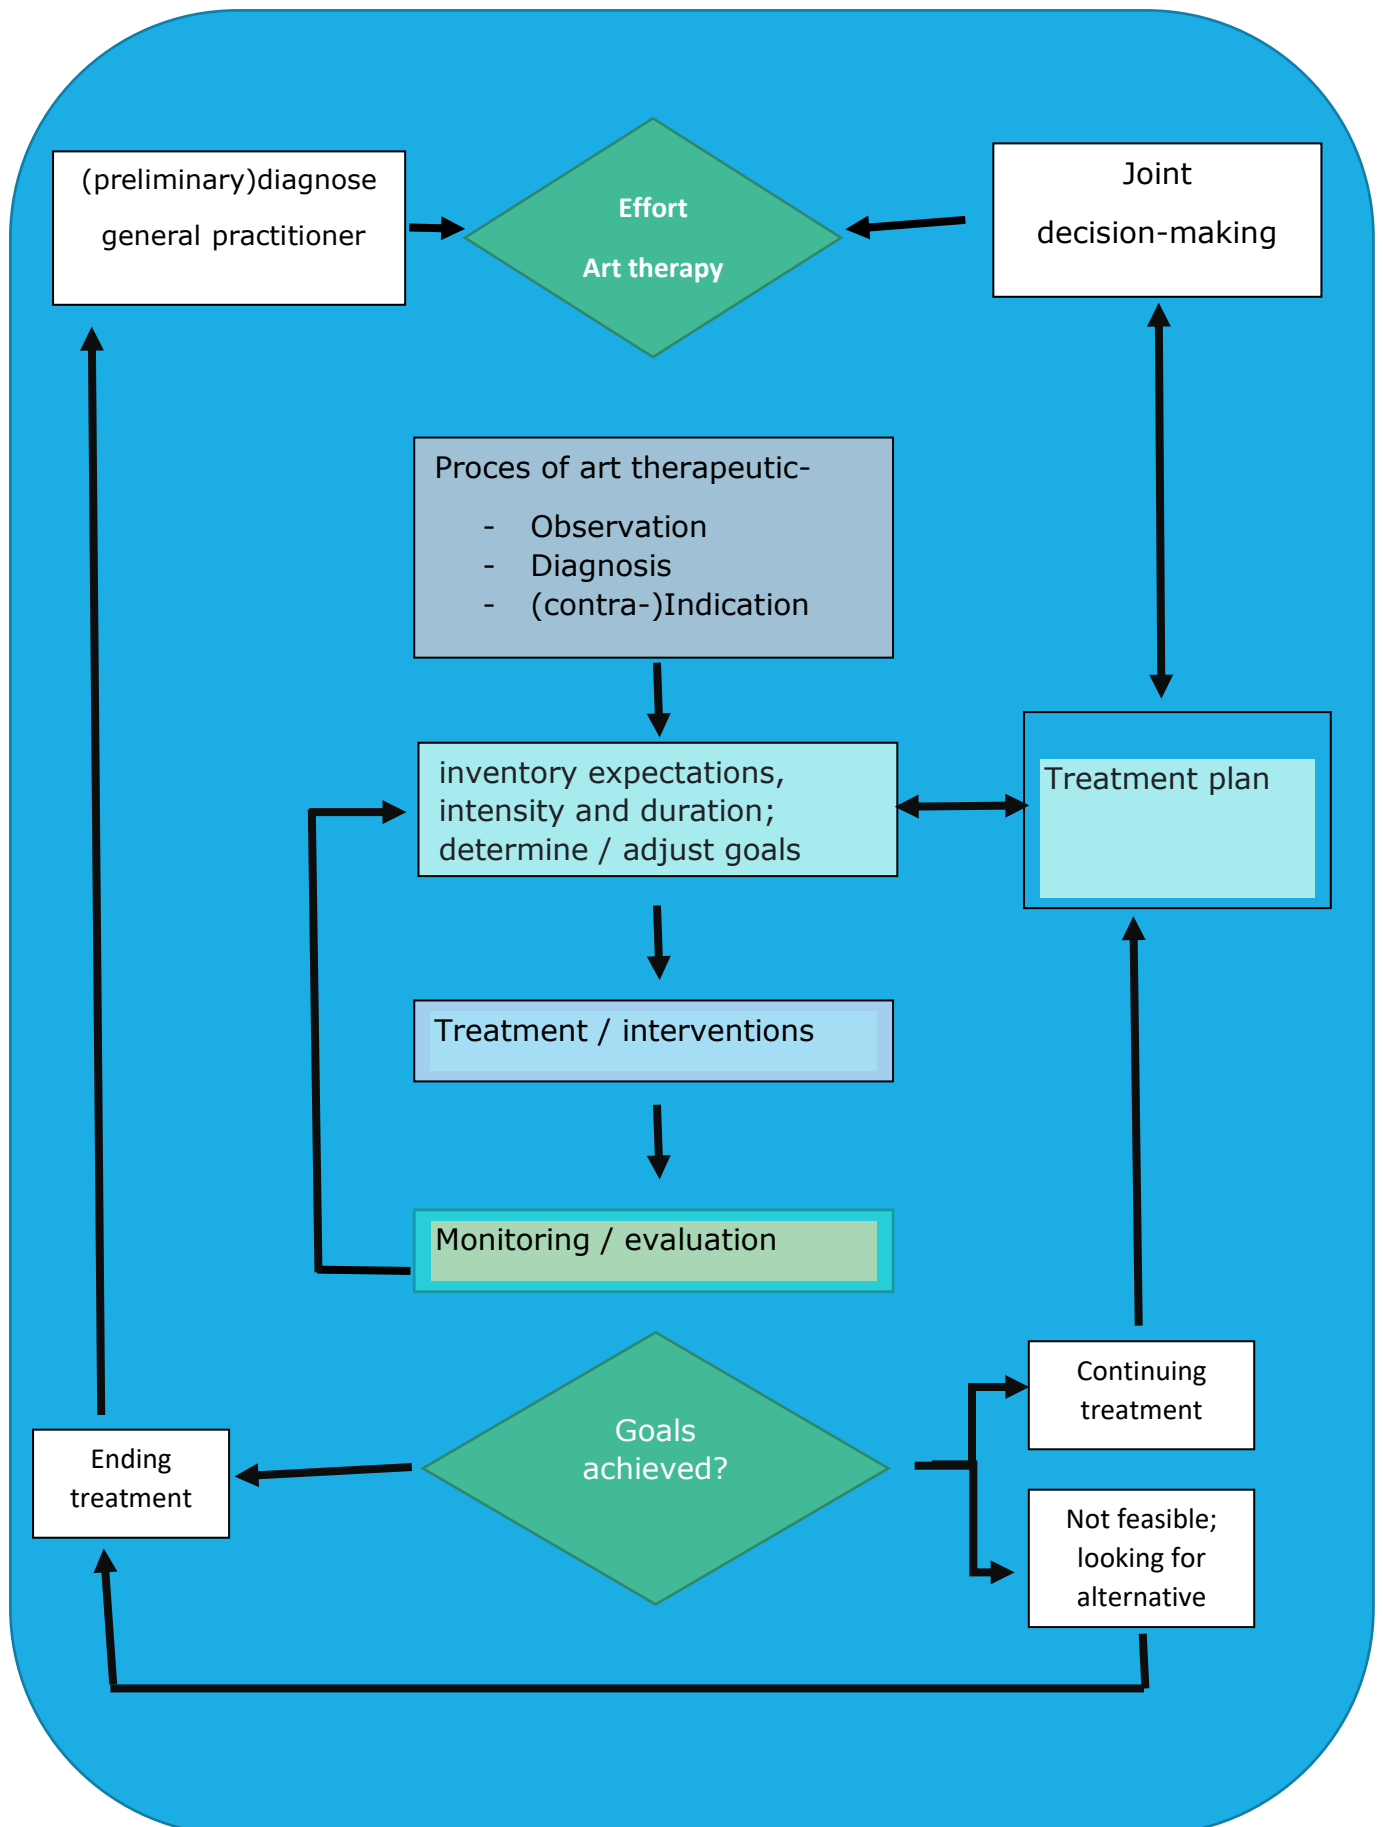 (preliminary)diagnose
general practitioner
Effort
Art therapy
Joint
decision-making
Proces of art therapeutic-
- Observation
- Diagnosis
- (contra-)Indication
inventory expectations,
intensity and duration;
determine / adjust goals
Treatment plan
Treatment / interventions
Monitoring / evaluation
Goals
achieved?
Continuing
treatment
Ending
treatment
Not feasible;
looking for
alternative